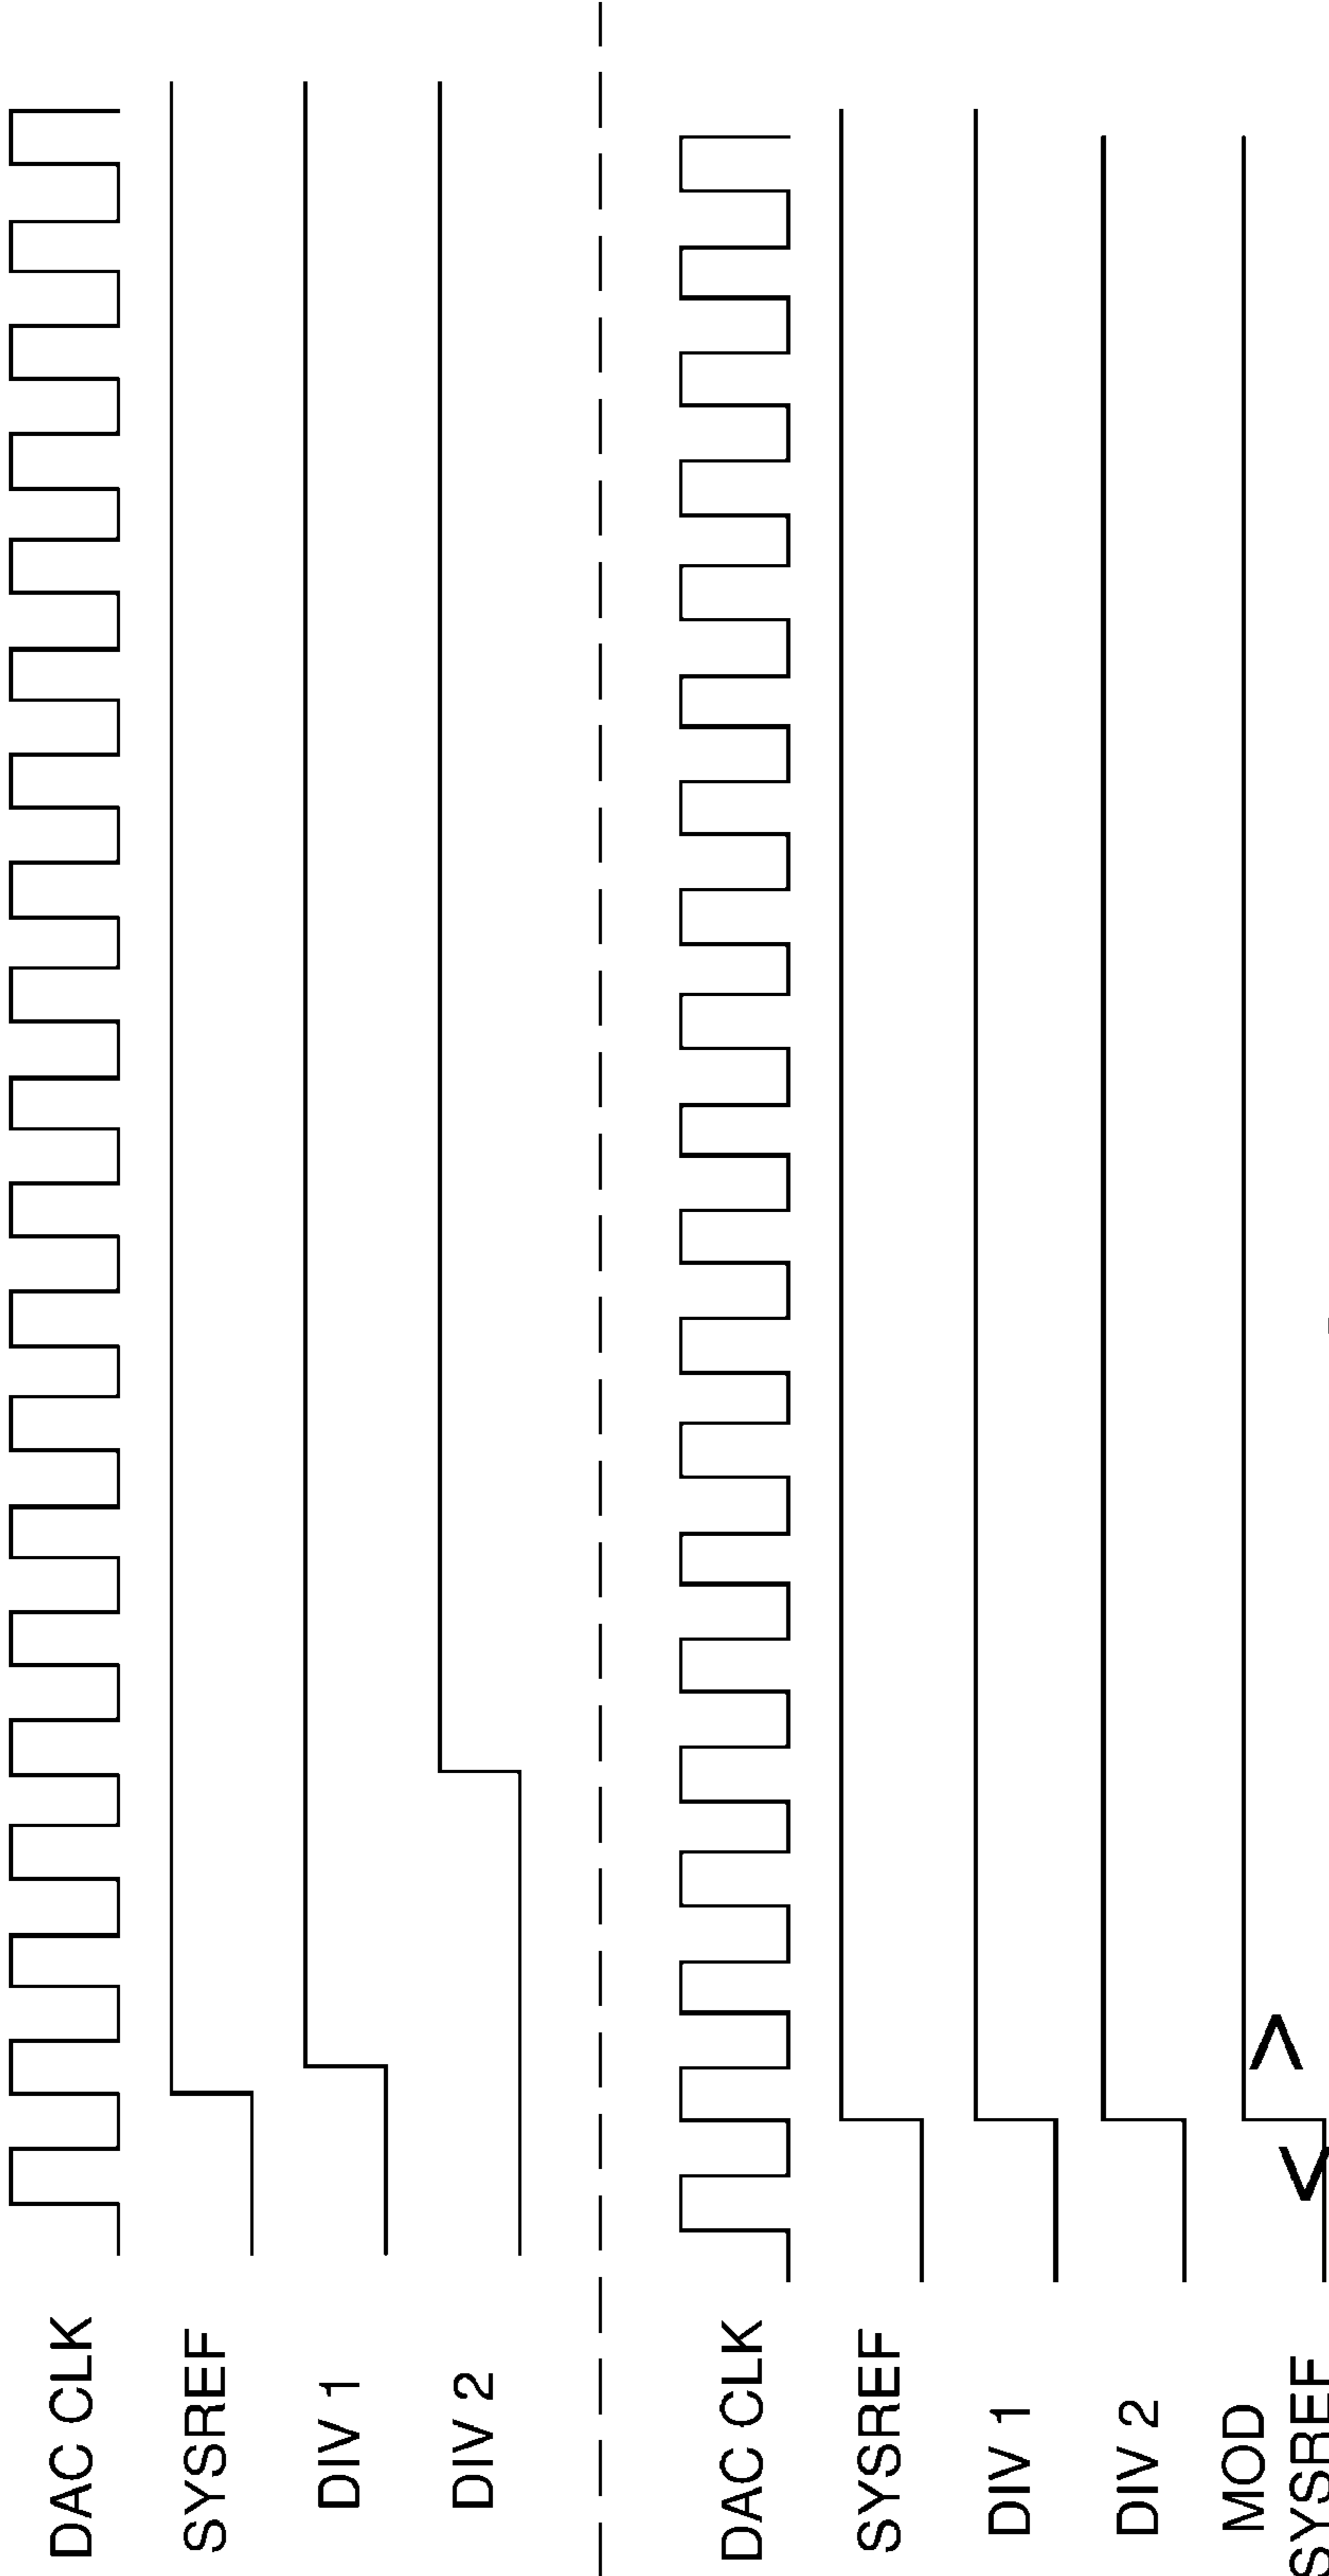 DAC CLK
SYSREF
DIV 1
DIV 2
DAC CLK
SYSREF
DIV 1
DIV 2
MOD
SYSREF